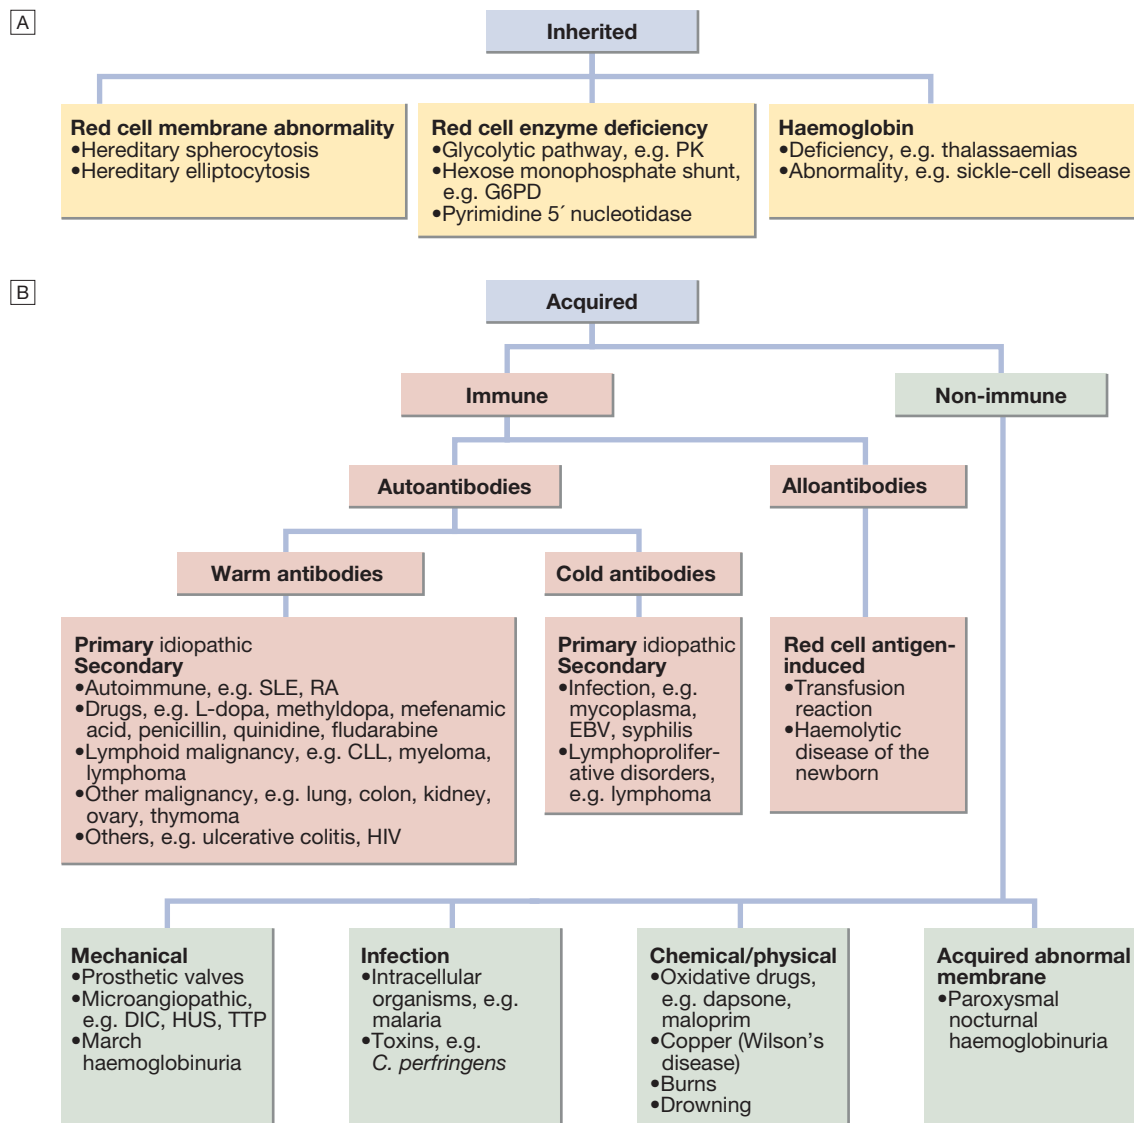 A
Inherited
Red cell membrane abnormality
•Hereditary spherocytosis
•Hereditary elliptocytosis
Red cell enzyme deficiency
•Glycolytic pathway, e.g. PK
•Hexose monophosphate shunt,
e.g. G6PD
•Pyrimidine 5´ nucleotidase
Haemoglobin
•Deficiency, e.g. thalassaemias
•Abnormality, e.g. sickle-cell disease
B
Acquired
Immune
Non-immune
Autoantibodies
Alloantibodies
Warm antibodies
Cold antibodies
Primary idiopathic
Secondary
•Autoimmune, e.g. SLE, RA
•Drugs, e.g. L-dopa, methyldopa, mefenamic
acid, penicillin, quinidine, fludarabine
•Lymphoid malignancy, e.g. CLL, myeloma,
lymphoma
•Other malignancy, e.g. lung, colon, kidney,
ovary, thymoma
•Others, e.g. ulcerative colitis, HIV
Primary idiopathic
Secondary
•Infection, e.g.
mycoplasma,
EBV, syphilis
•Lymphoprolifer-
ative disorders,
e.g. lymphoma
Red cell antigen-
induced
•Transfusion
reaction
•Haemolytic
disease of the
newborn
Mechanical
•Prosthetic valves
•Microangiopathic,
e.g. DIC, HUS, TTP
•March
haemoglobinuria
Infection
•Intracellular
organisms, e.g.
malaria
•Toxins, e.g.
C. perfringens
Chemical/physical
•Oxidative drugs,
e.g. dapsone,
maloprim
•Copper (Wilson's
disease)
•Burns
•Drowning
Acquired abnormal
membrane
•Paroxysmal
nocturnal
haemoglobinuria